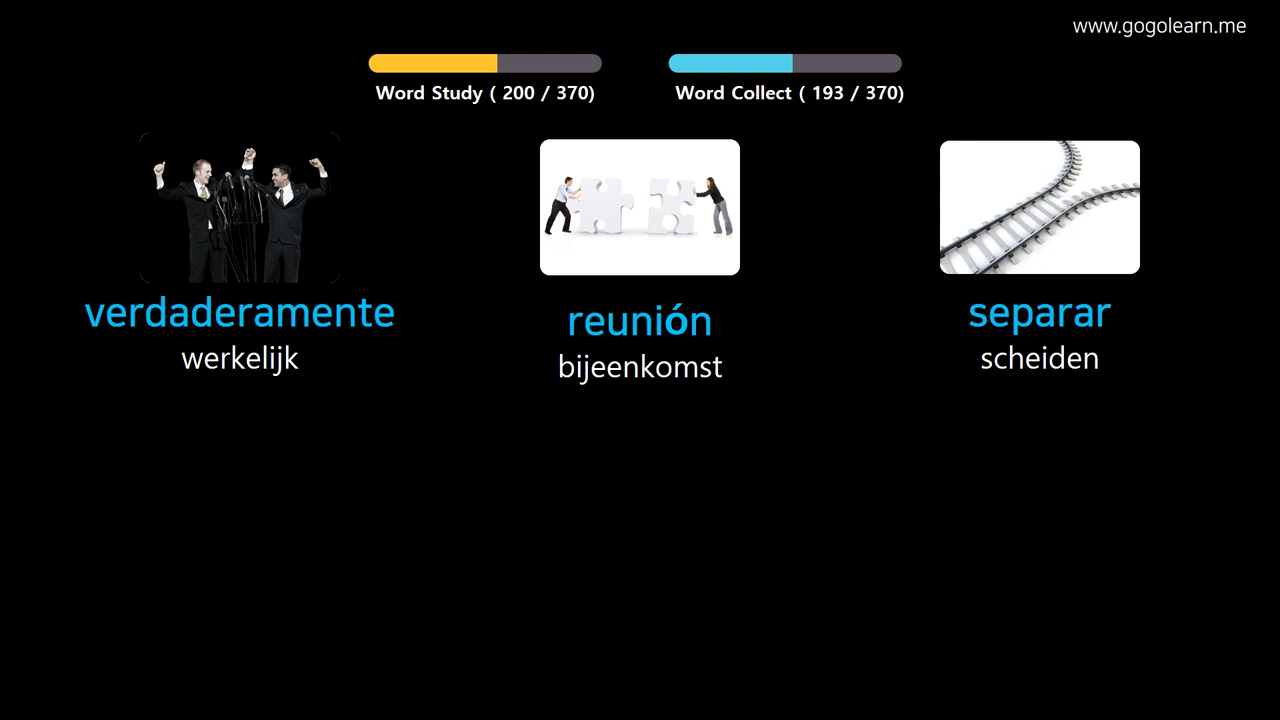 www.gogolearn.me
Word Study ( 200 / 370)
Word Collect ( 193 / 370)
verdaderamente
werkelijk
reunión
bijeenkomst
separar
scheiden